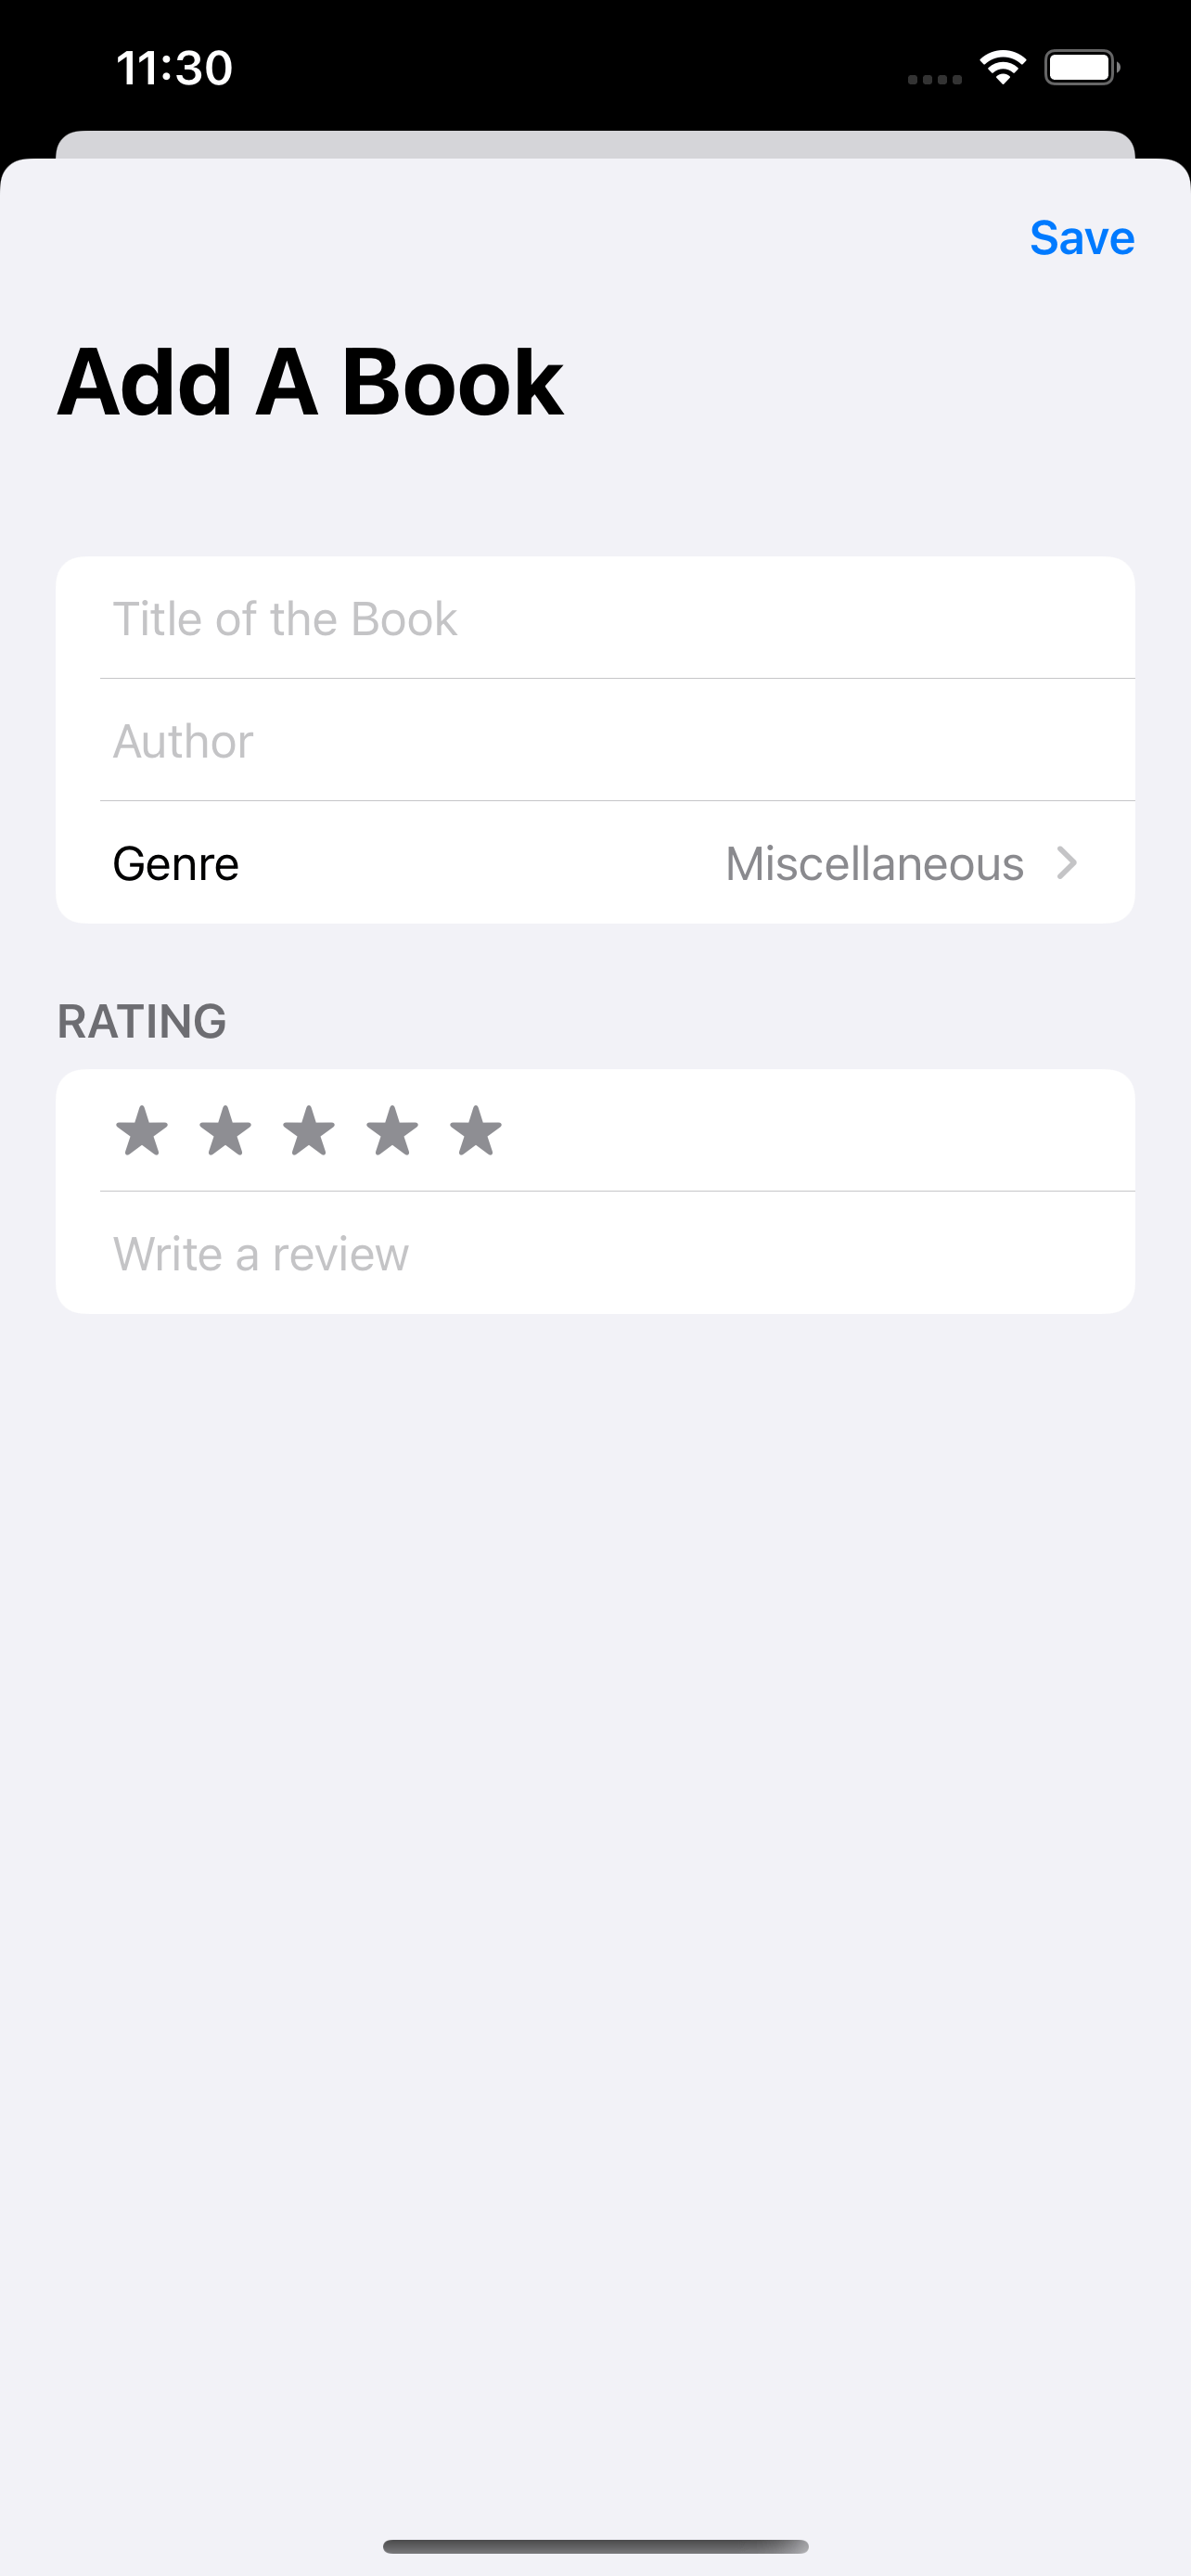 11:30
Save
Add A Book
Title of the Book
Author
Genre Miscellaneous
RATING
Write a review